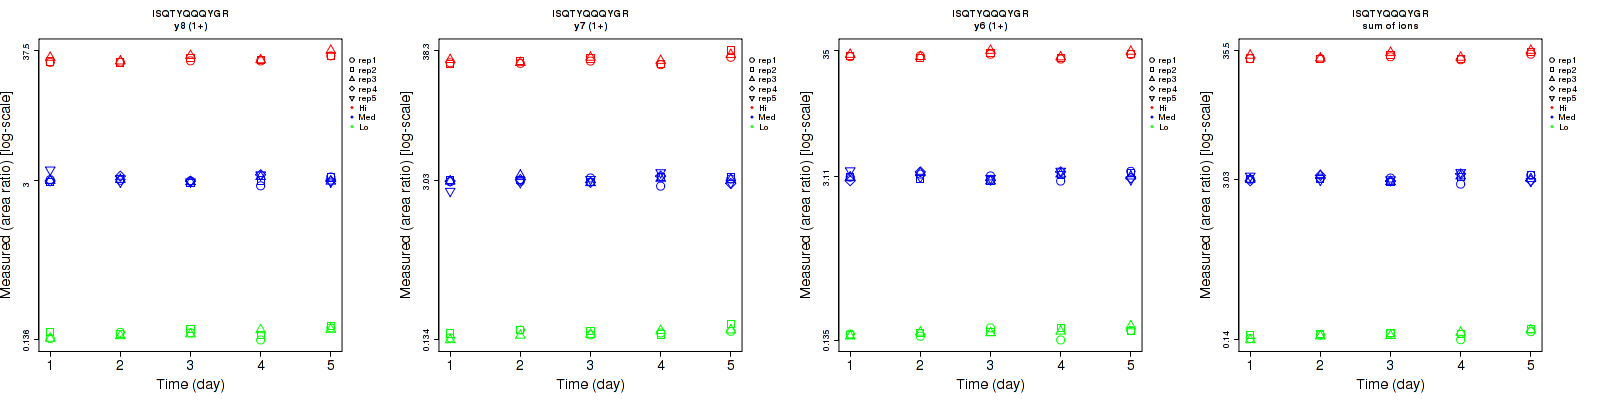 ISQTYQQQYGR
y8 (1+)
Measured (area ratio) [log-scale]
37.5
3
0.136
1 2 3 4 5
Time (day)
rep1
rep2
rep3
rep4
rep5
Hi
Med
Lo
ISQTYQQQYGR
y7 (1+)
Measured (area ratio) [log-scale]
38.3
3.03
0.134
1 2 3 4 5
Time (day)
rep1
rep2
rep3
rep4
rep5
Hi
Med
Lo
ISQTYQQQYGR
y6 (1+)
Measured (area ratio) [log-scale]
35
3.11
0.135
1 2 3 4 5
Time (day)
rep1
rep2
rep3
rep4
rep5
Hi
Med
Lo
ISQTYQQQYGR
sum of ions
Measured (area ratio) [log-scale]
35.5
3.03
0.14
1 2 3 4 5
Time (day)
rep1
rep2
rep3
rep4
rep5
Hi
Med
Lo